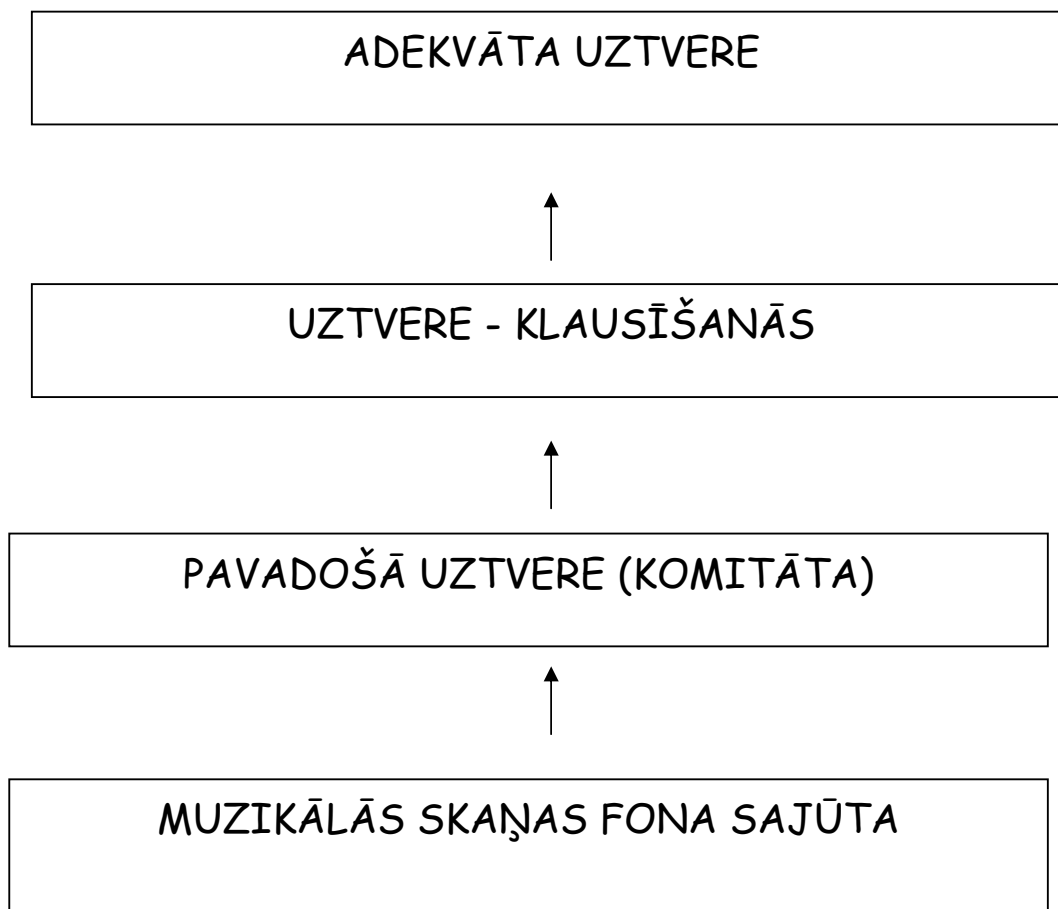 ADEKVĀTA UZTVERE
UZTVERE - KLAUSĪŠANĀS
PAVADOŠĀ UZTVERE (KOMITĀTA)
MUZIKĀLĀS SKAŅAS FONA SAJŪTA